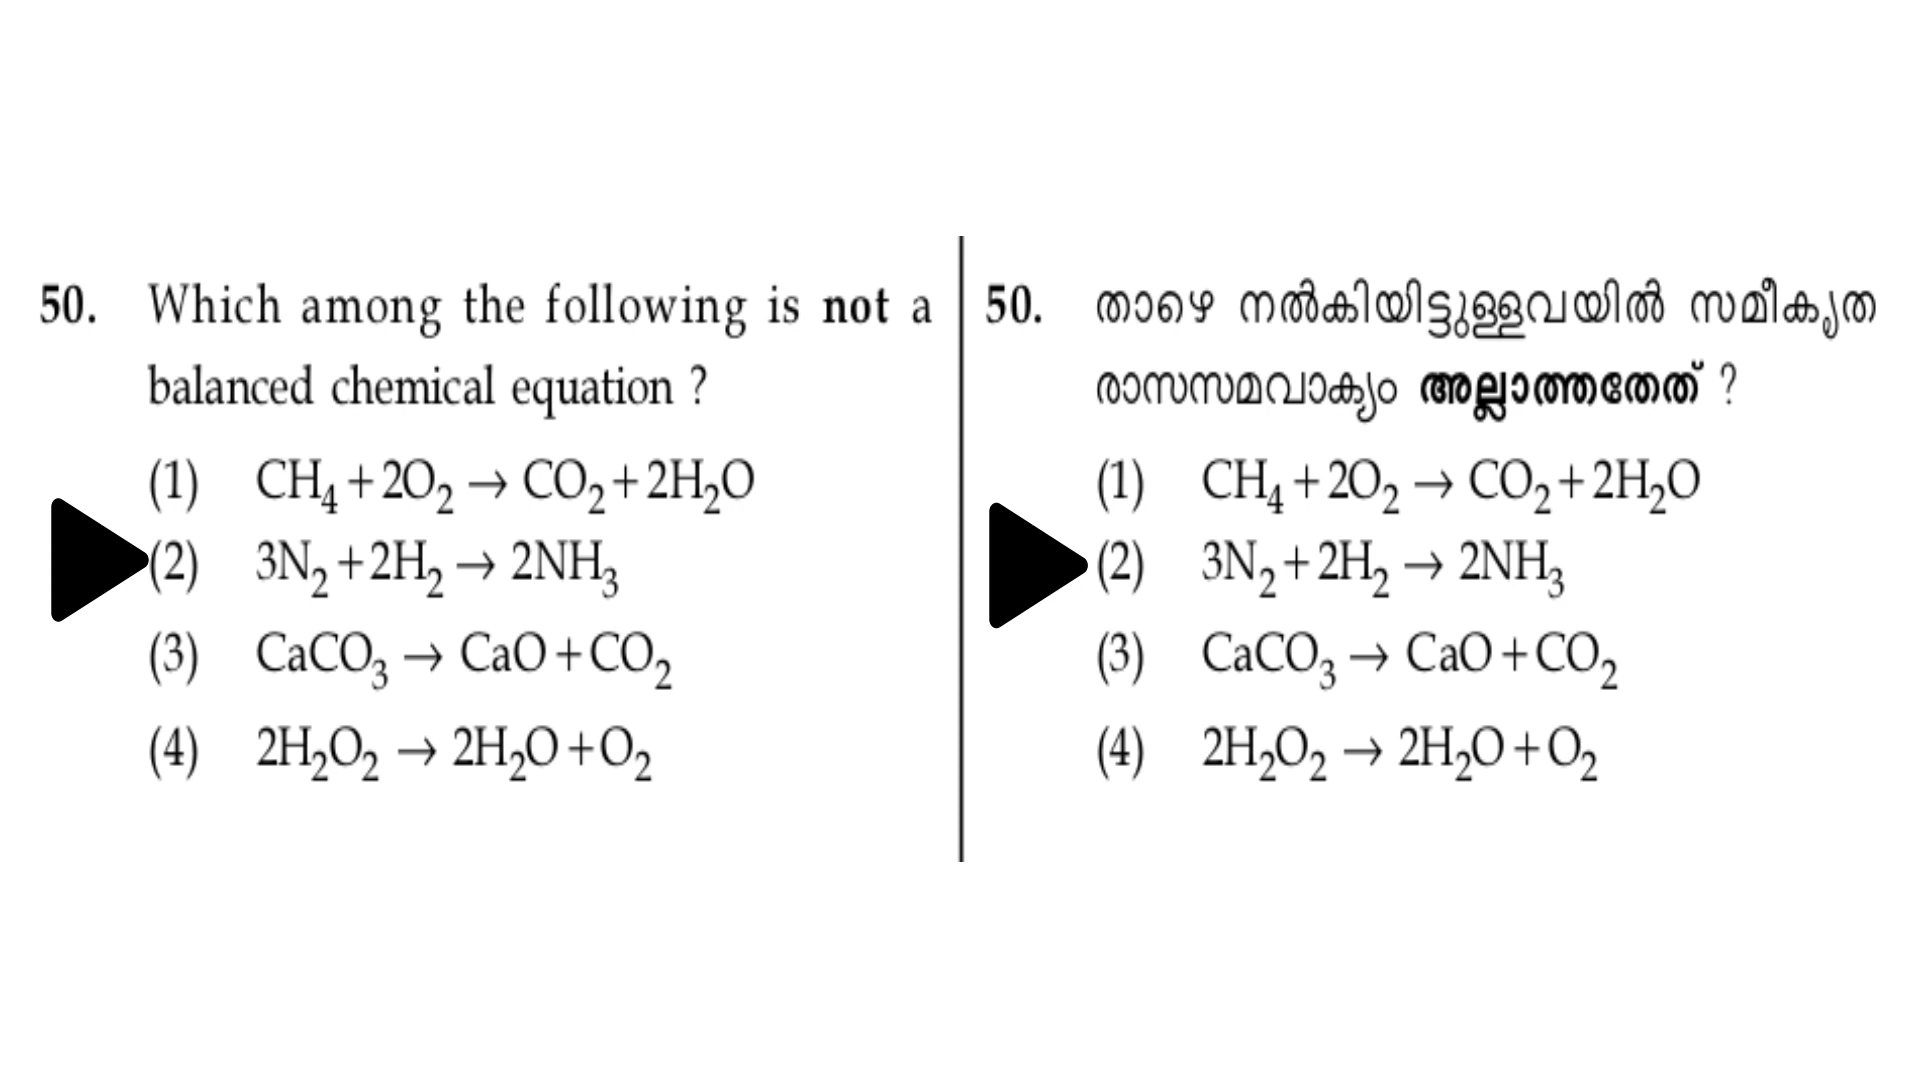 50. Which among the following is not a
balanced chemical equation ?
(1) CH₄+2O₂ → CO₂+2H₂O
(2) 3N₂+2H₂ → 2NH₃
(3) CaCO₃ → CaO+CO₂
(4) 2H₂O₂ → 2H₂O+O₂
50. താഴെ നൽകിയിട്ടുള്ളവയിൽ സമീകൃത
രാസസമവാക്യം അല്ലാത്തതേത് ?
(1) CH₄+2O₂ → CO₂+2H₂O
(2) 3N₂+2H₂ → 2NH₃
(3) CaCO₃ → CaO+CO₂
(4) 2H₂O₂ → 2H₂O+O₂